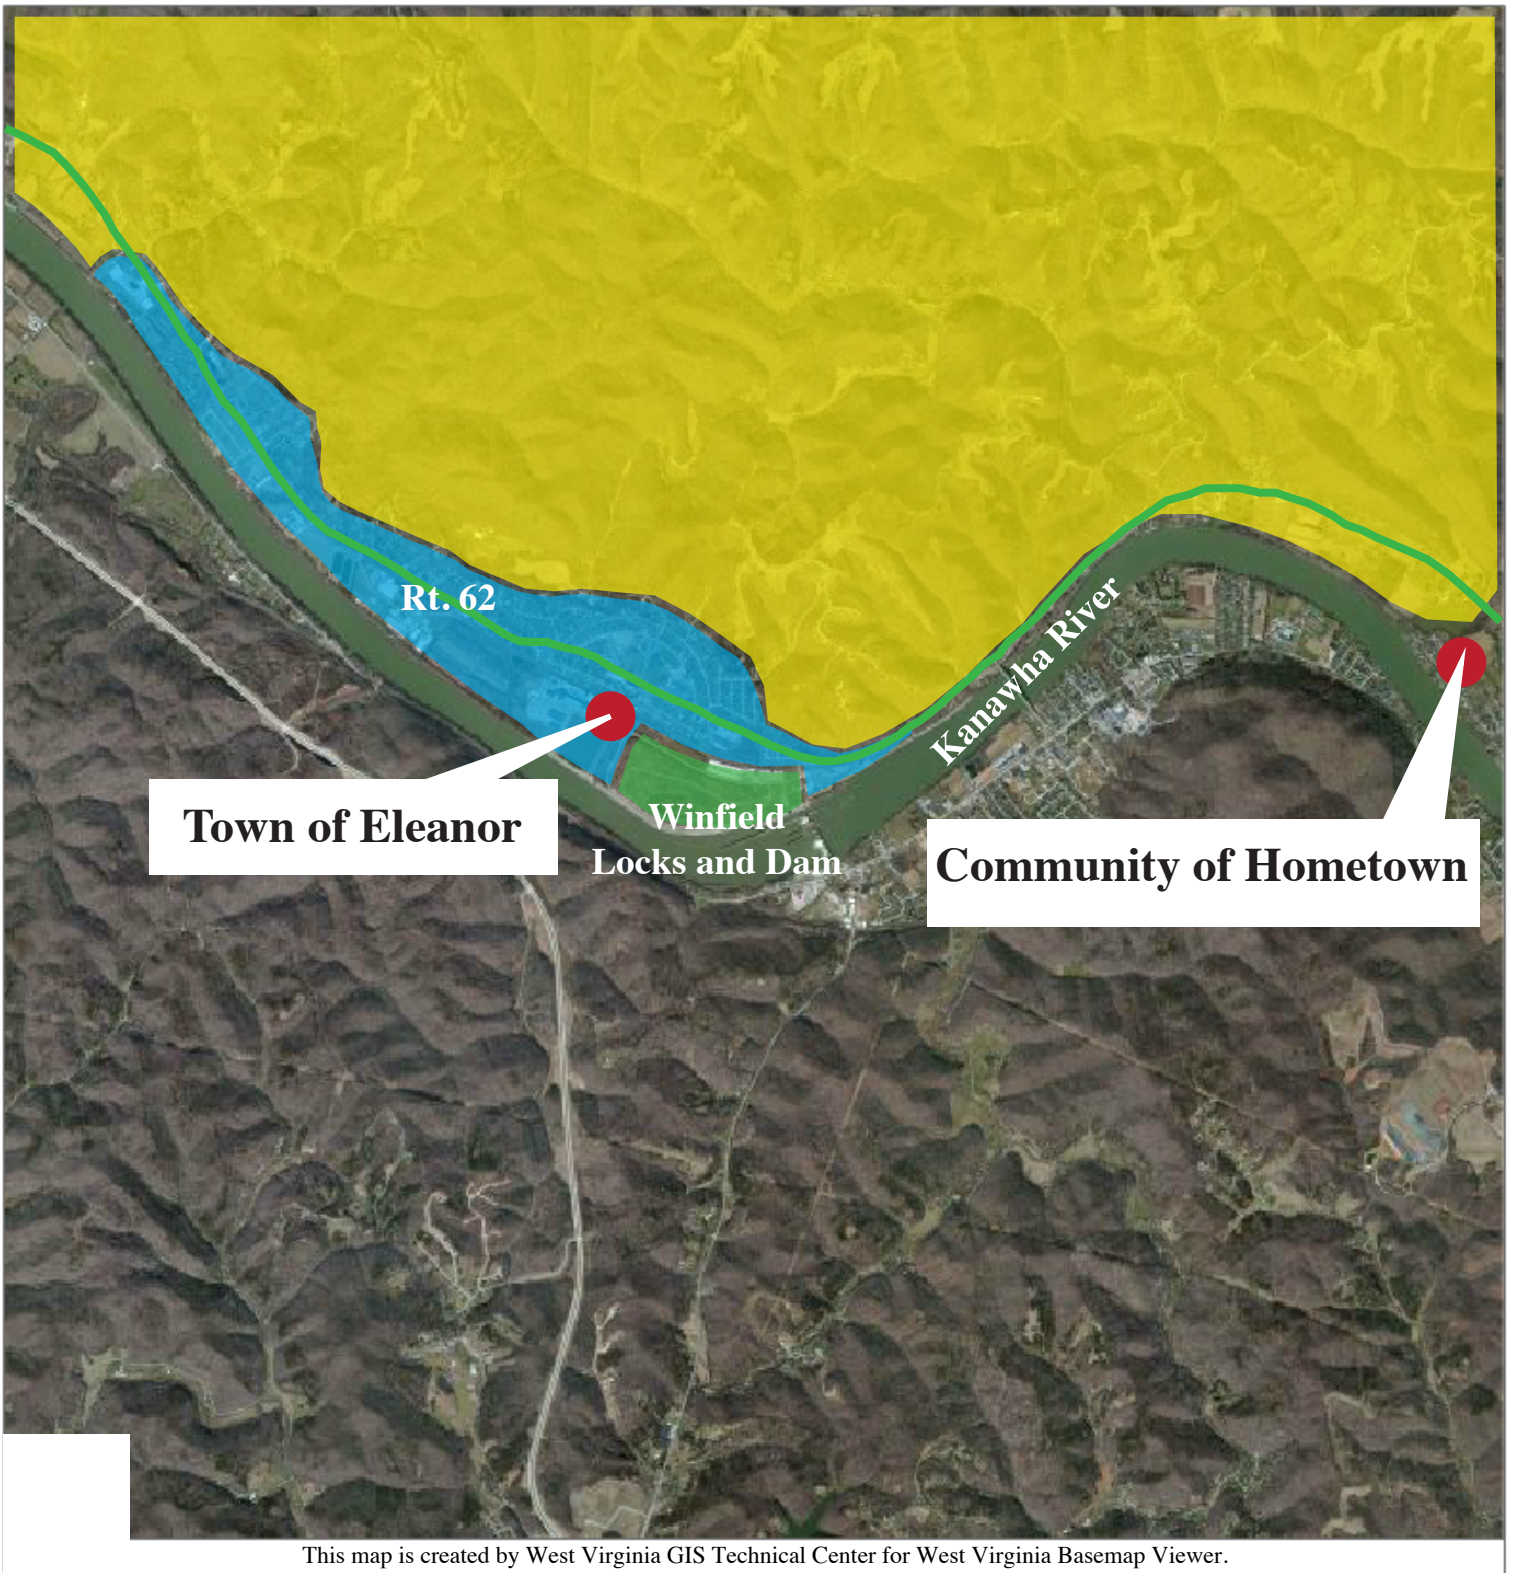 Rt. 62
Kanawha River
Town of Eleanor
Winfield
Locks and Dam
Community of Hometown
This map is created by West Virginia GIS Technical Center for West Virginia Basemap Viewer.